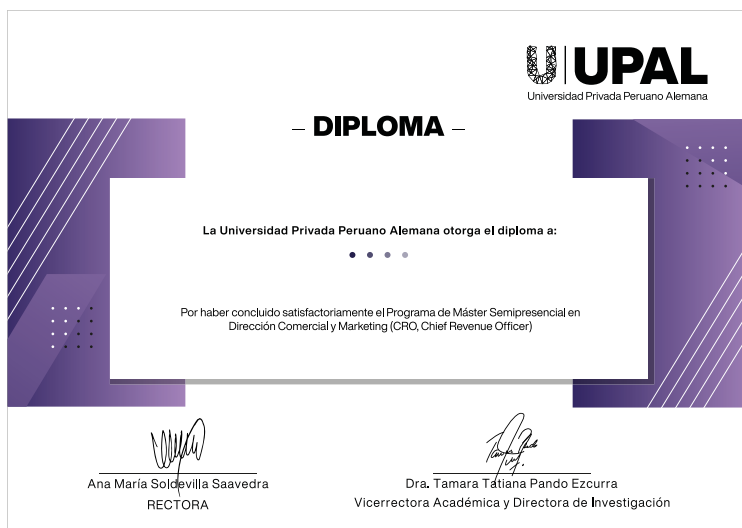 UPAL
Universidad Privada Peruano Alemana
– DIPLOMA –
La Universidad Privada Peruano Alemana otorga el diploma a:
Por haber concluido satisfactoriamente el Programa de Máster Semipresencial en
Dirección Comercial y Marketing (CRO, Chief Revenue Officer)
Ana María Soldevilla Saavedra
RECTORA
Dra. Tamara Tatiana Pando Ezcurra
Vicerrectora Académica y Directora de Investigación